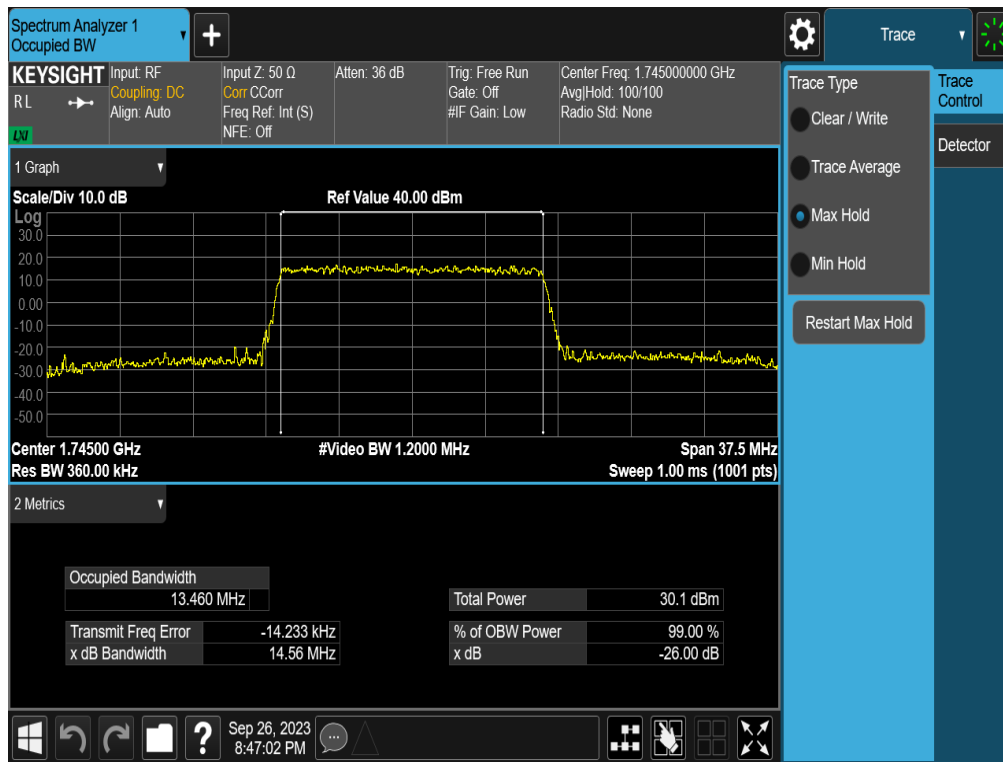 Spectrum Analyzer 1
Occupied BW
+
Trace
KEYSIGHT
RL
LXI
Input: RF
Coupling: DC
Align: Auto
Input Z: 50 Ω
Corr CCorr
Freq Ref: Int (S)
NFE: Off
Atten: 36 dB
Trig: Free Run
Gate: Off
#IF Gain: Low
Center Freq: 1.745000000 GHz
Avg|Hold: 100/100
Radio Std: None
Trace Type
Clear / Write
Trace Average
Max Hold
Min Hold
Restart Max Hold
Trace
Control
Detector
1 Graph
Scale/Div 10.0 dB
Ref Value 40.00 dBm
Log
30.0
20.0
10.0
0.00
-10.0
-20.0
-30.0
-40.0
-50.0
Center 1.74500 GHz
#Video BW 1.2000 MHz
Span 37.5 MHz
Res BW 360.00 kHz
Sweep 1.00 ms (1001 pts)
2 Metrics
Occupied Bandwidth
13.460 MHz
Total Power 30.1 dBm
Transmit Freq Error -14.233 kHz
% of OBW Power 99.00 %
x dB Bandwidth 14.56 MHz
x dB -26.00 dB
?
Sep 26, 2023
8:47:02 PM